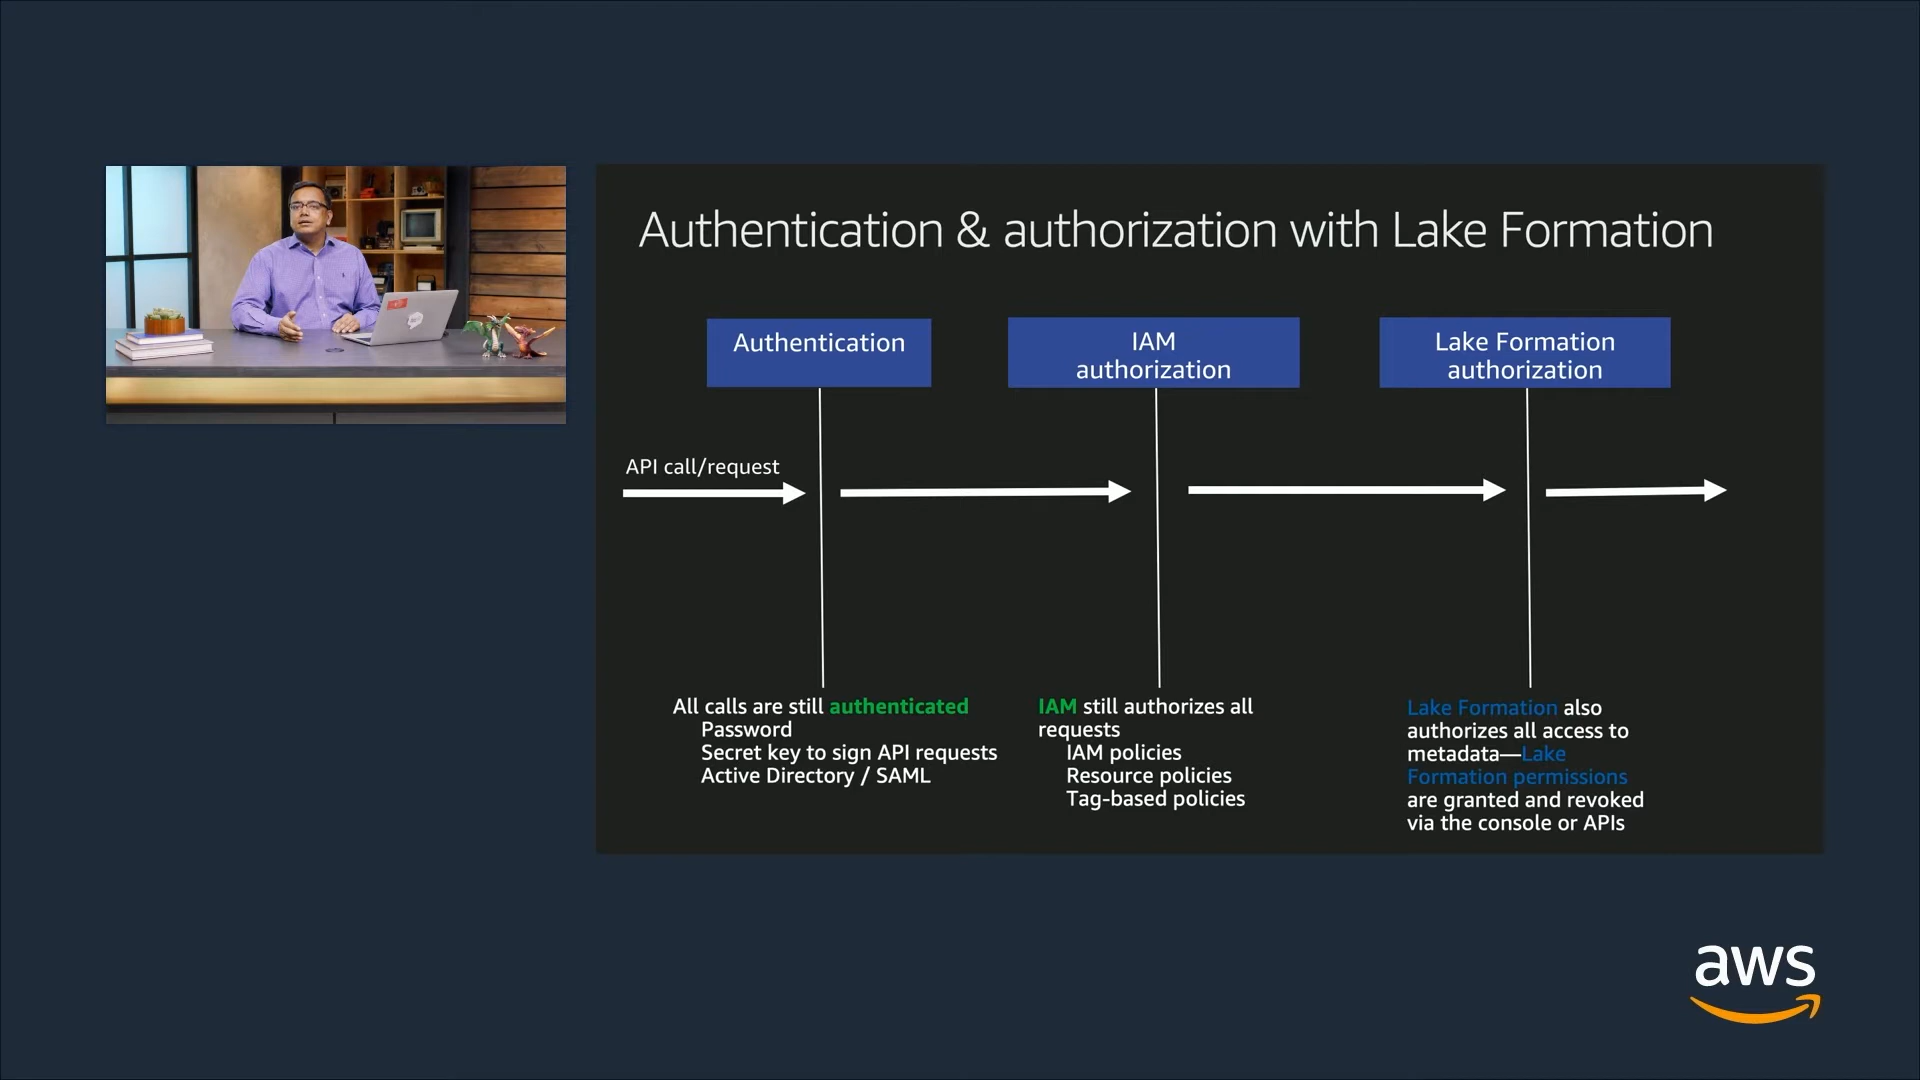 Authentication & authorization with Lake Formation
Authentication
IAM
authorization
Lake Formation
authorization
API call/request
All calls are still authenticated
Password
Secret key to sign API requests
Active Directory / SAML
IAM still authorizes all
requests
IAM policies
Resource policies
Tag-based policies
Lake Formation also
authorizes all access to
metadata—Lake
Formation permissions
are granted and revoked
via the console or APIs
aws